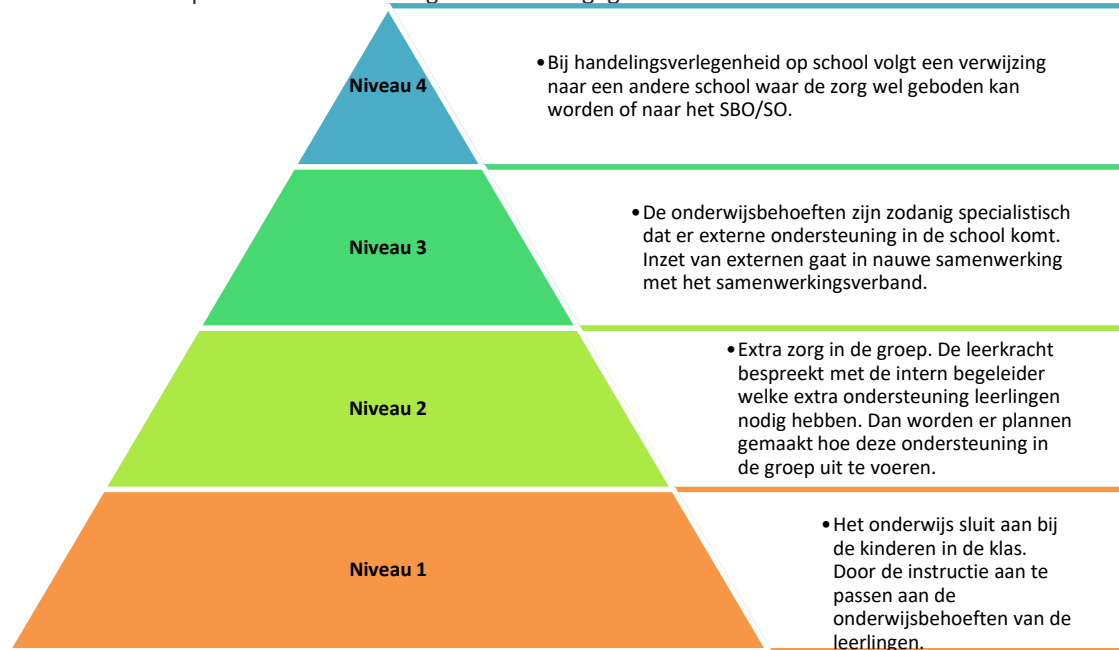 Niveau 4
•Bij handelingsverlegenheid op school volgt een verwijzing
naar een andere school waar de zorg wel geboden kan
worden of naar het SBO/SO.
Niveau 3
•De onderwijsbehoeften zijn zodanig specialistisch
dat er externe ondersteuning in de school komt.
Inzet van externen gaat in nauwe samenwerking
met het samenwerkingsverband.
Niveau 2
•Extra zorg in de groep. De leerkracht
bespreekt met de intern begeleider
welke extra ondersteuning leerlingen
nodig hebben. Dan worden er plannen
gemaakt hoe deze ondersteuning in
de groep uit te voeren.
Niveau 1
•Het onderwijs sluit aan bij
de kinderen in de klas.
Door de instructie aan te
passen aan de
onderwijsbehoeften van de
leerlingen.